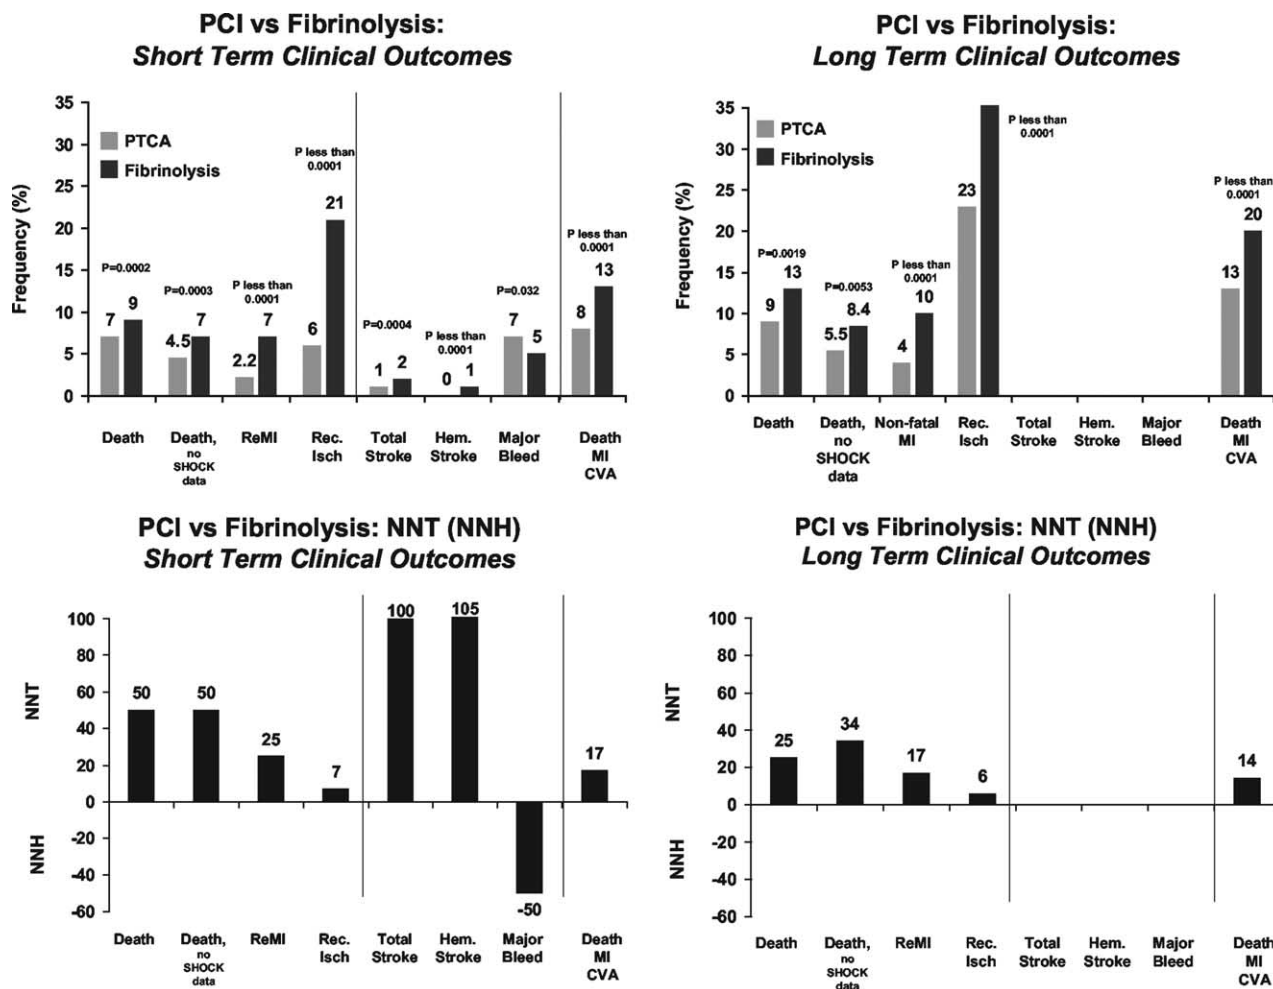 PCI vs Fibrinolysis:
Short Term Clinical Outcomes
35
30
25
20
15
10
5
0
Frequency (%)
PTCA
Fibrinolysis
P=0.0002
7
9
P=0.0003
4.5
7
P less than
0.0001
2.2
7
P less than
0.0001
6
21
P=0.0004
1
2
P less than
0.0001
0
1
P=0.032
7
5
P less than
0.0001
8
13
Death
Death,
no
SHOCK
data
ReMI
Rec.
Isch
Total
Stroke
Hem.
Stroke
Major
Bleed
Death
MI
CVA
PCI vs Fibrinolysis:
Long Term Clinical Outcomes
35
30
25
20
15
10
5
0
Frequency (%)
PTCA
Fibrinolysis
P=0.0019
9
13
P=0.0053
5.5
8.4
P less than
0.0001
4
10
23
P less than
0.0001
P less than
0.0001
13
20
Death
Death,
no
SHOCK
data
Non-fatal
MI
Rec.
Isch
Total
Stroke
Hem.
Stroke
Major
Bleed
Death
MI
CVA
PCI vs Fibrinolysis: NNT (NNH)
Short Term Clinical Outcomes
100
80
60
40
20
0
-20
-40
-60
NNT
NNH
50
50
25
7
100
105
-50
17
Death
Death,
no
SHOCK
data
ReMI
Rec.
Isch
Total
Stroke
Hem.
Stroke
Major
Bleed
Death
MI
CVA
PCI vs Fibrinolysis: NNT (NNH)
Long Term Clinical Outcomes
100
80
60
40
20
0
-20
-40
-60
NNT
NNH
25
34
17
6
14
Death
Death,
no
SHOCK
data
ReMI
Rec.
Isch
Total
Stroke
Hem.
Stroke
Major
Bleed
Death
MI
CVA